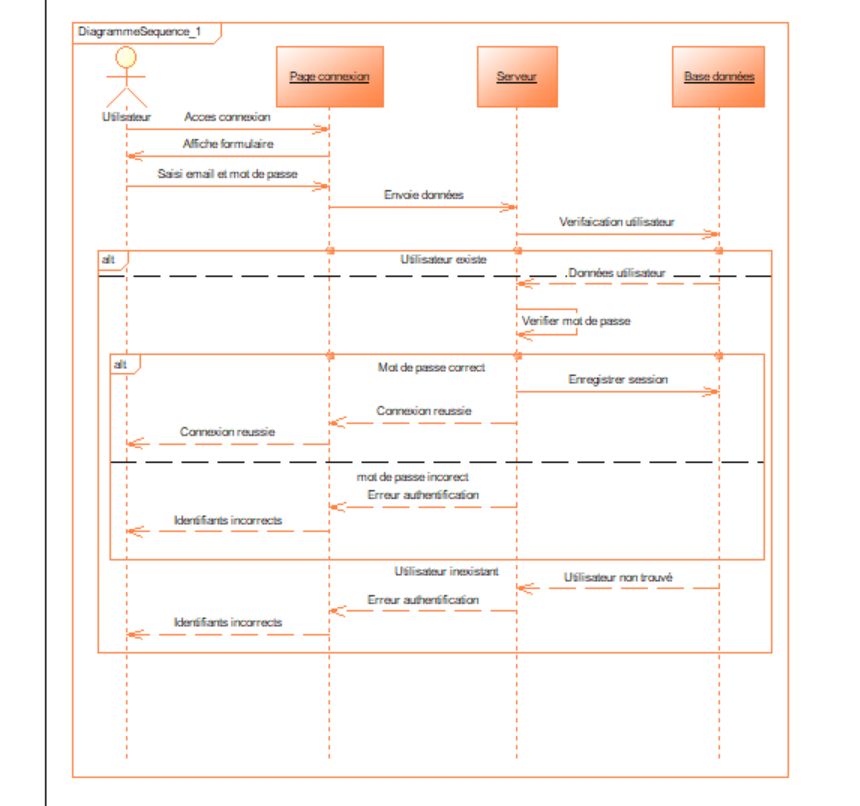 DiagrammeSequence_1
Page connexion
Serveur
Base données
Utilisateur
Acces connexion
Affiche formulaire
Saisi email et mot de passe
Envoie données
Verifaication utilisateur
alt
Utilisateur existe
Données utilisateur
Verifier mot de passe
alt
Mot de passe correct
Enregistrer session
Connexion reussie
Connexion reussie
mot de passe incorect
Erreur authentification
Identifiants incorrects
Utilisateur inexistant
Utilisateur non trouvé
Erreur authentification
Identifiants incorrects